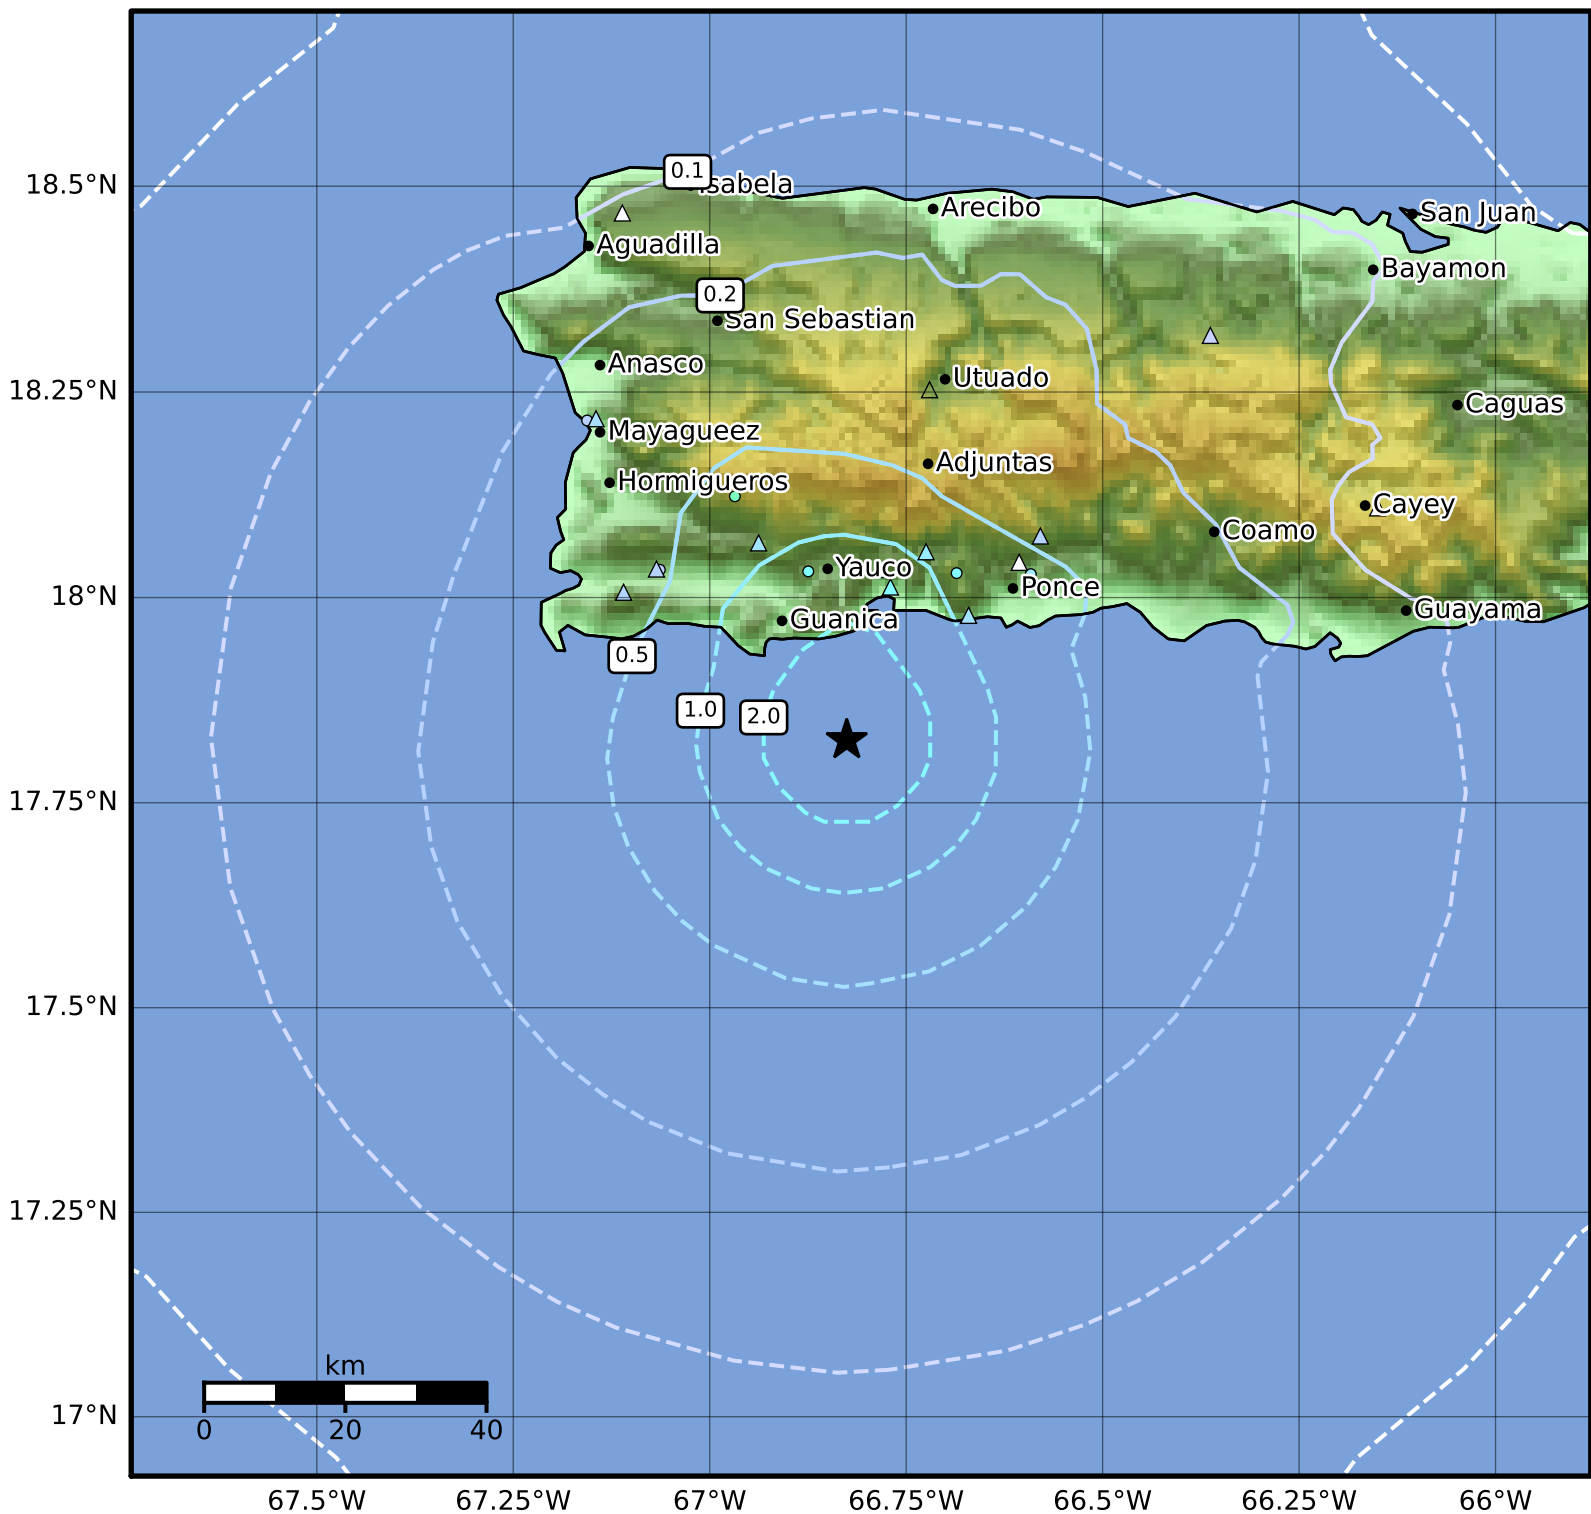 0.1
Isabela
18.5°N
Arecibo
San Juan
Aguadilla
Bayamon
0.2
San Sebastian
Anasco
Utuado
18.25°N
Caguas
Mayagueez
Adjuntas
Hormigueros
Cayey
Coamo
Yauco
Ponce
18°N
Guanica
Guayama
0.5
1.0
2.0
17.75°N
17.5°N
17.25°N
km
0
20
40
17°N
67.5°W
67.25°W
67°W
66.75°W
66.5°W
66.25°W
66°W